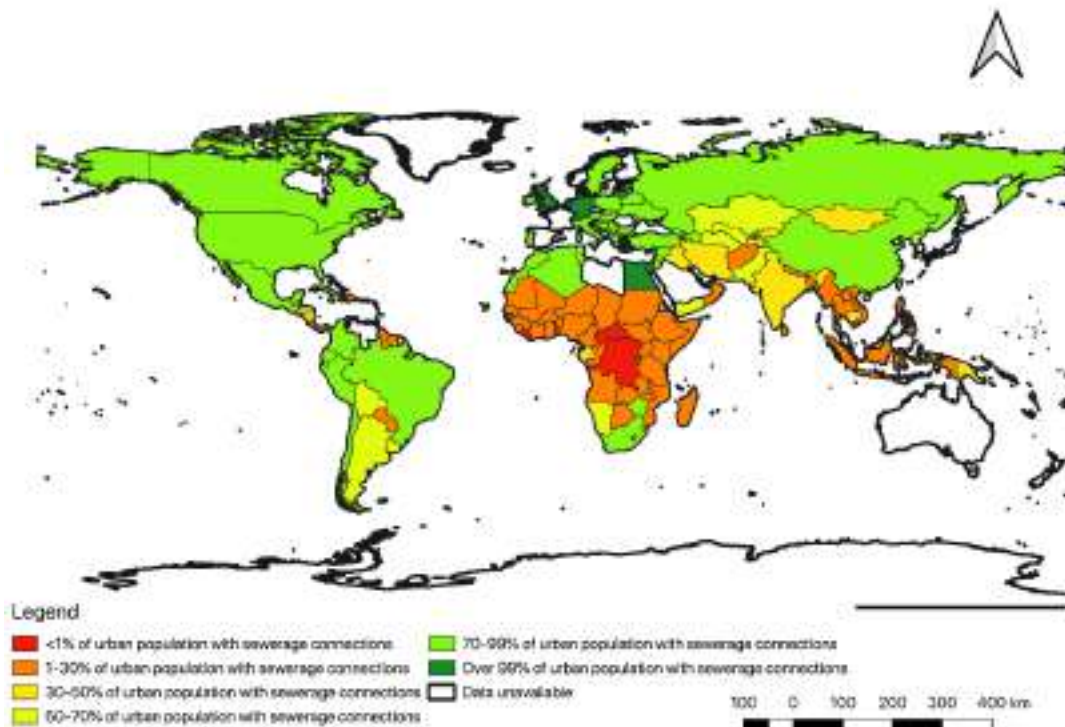 Legend
<1% of urban population with sewerage connections
1-30% of urban population with sewerage connections
30-50% of urban population with sewerage connections
50-70% of urban population with sewerage connections
70-99% of urban population with sewerage connections
Over 99% of urban population with sewerage connections
Data unavailable
100 0 100 200 300 400 km